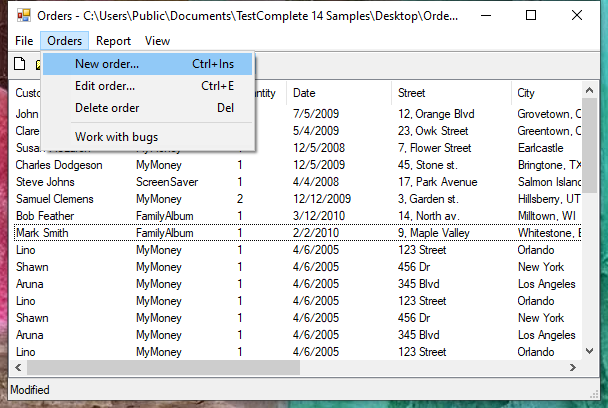 Orders - C:\Users\Public\Documents\TestComplete 14 Samples\Desktop\Orde...
File Orders Report View
New order... Ctrl+Ins
Edit order... Ctrl+E
Delete order Del
Work with bugs
Date Street City
John 7/5/2009 12, Orange Blvd Grovetown, C
Clare 5/4/2009 23, Owk Street Greentown, C
12/5/2008 7, Flower Street Earlcastle
Charles Dodgeson MyMoney 1 12/5/2009 45, Stone st. Bringtone, TX
Steve Johns ScreenSaver 1 4/4/2008 17, Park Avenue Salmon Island
Samuel Clemens MyMoney 2 12/12/2009 3, Garden st. Hillsberry, UT
Bob Feather FamilyAlbum 1 3/12/2010 14, North av. Milltown, WI
Mark Smith FamilyAlbum 1 2/2/2010 9, Maple Valley Whitestone, B
Lino MyMoney 1 4/6/2005 123 Street Orlando
Shawn MyMoney 1 4/6/2005 456 Dr New York
Aruna MyMoney 1 4/6/2005 345 Blvd Los Angeles
Lino MyMoney 1 4/6/2005 123 Street Orlando
Shawn MyMoney 1 4/6/2005 456 Dr New York
Aruna MyMoney 1 4/6/2005 345 Blvd Los Angeles
Lino MyMoney 1 4/6/2005 123 Street Orlando
Modified